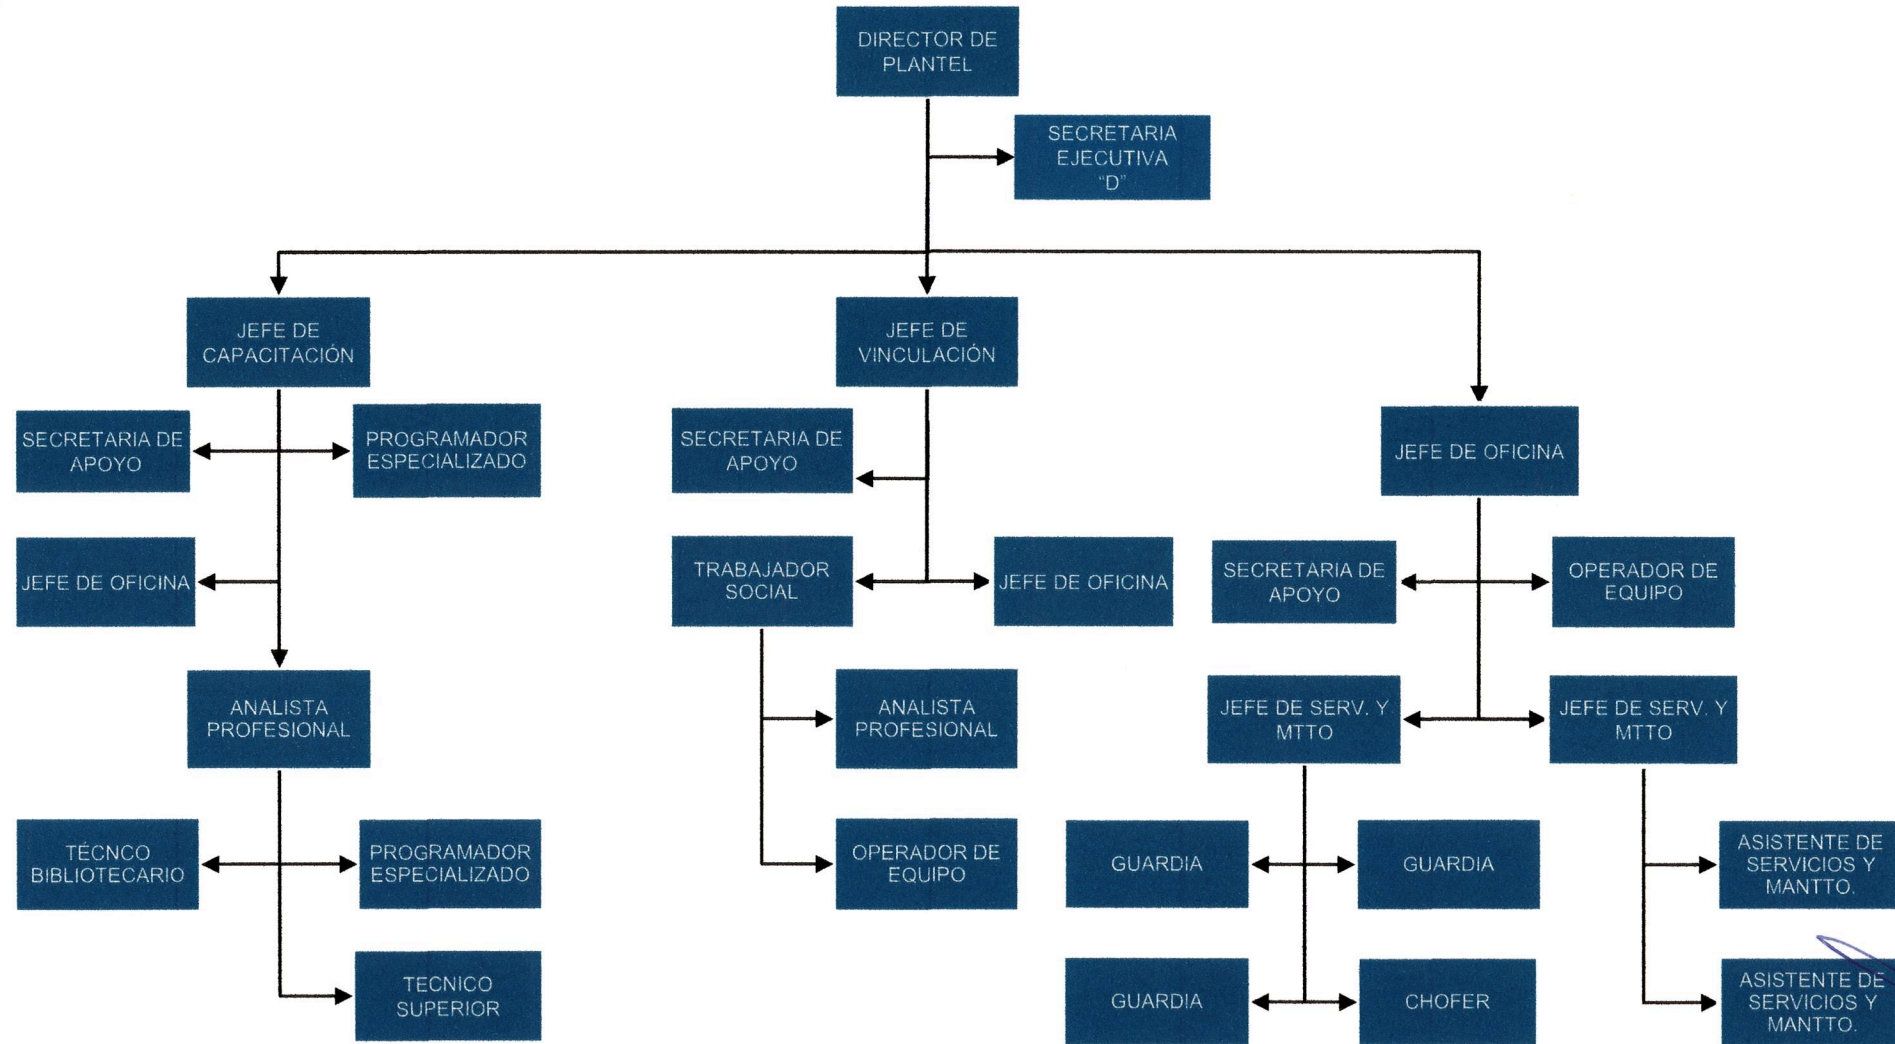 DIRECTOR DE
PLANTEL
SECRETARIA
EJECUTIVA
“D”
JEFE DE
CAPACITACIÓN
JEFE DE
VINCULACIÓN
JEFE DE OFICINA
SECRETARIA DE
APOYO
PROGRAMADOR
ESPECIALIZADO
SECRETARIA DE
APOYO
JEFE DE OFICINA
TRABAJADOR
SOCIAL
JEFE DE OFICINA
SECRETARIA DE
APOYO
OPERADOR DE
EQUIPO
ANALISTA
PROFESIONAL
ANALISTA
PROFESIONAL
JEFE DE SERV. Y
MTTO
JEFE DE SERV. Y
MTTO
TÉCNCO
BIBLIOTECARIO
PROGRAMADOR
ESPECIALIZADO
OPERADOR DE
EQUIPO
GUARDIA
GUARDIA
ASISTENTE DE
SERVICIOS Y
MANTTO.
TECNICO
SUPERIOR
GUARDIA
CHOFER
ASISTENTE DE
SERVICIOS Y
MANTTO.